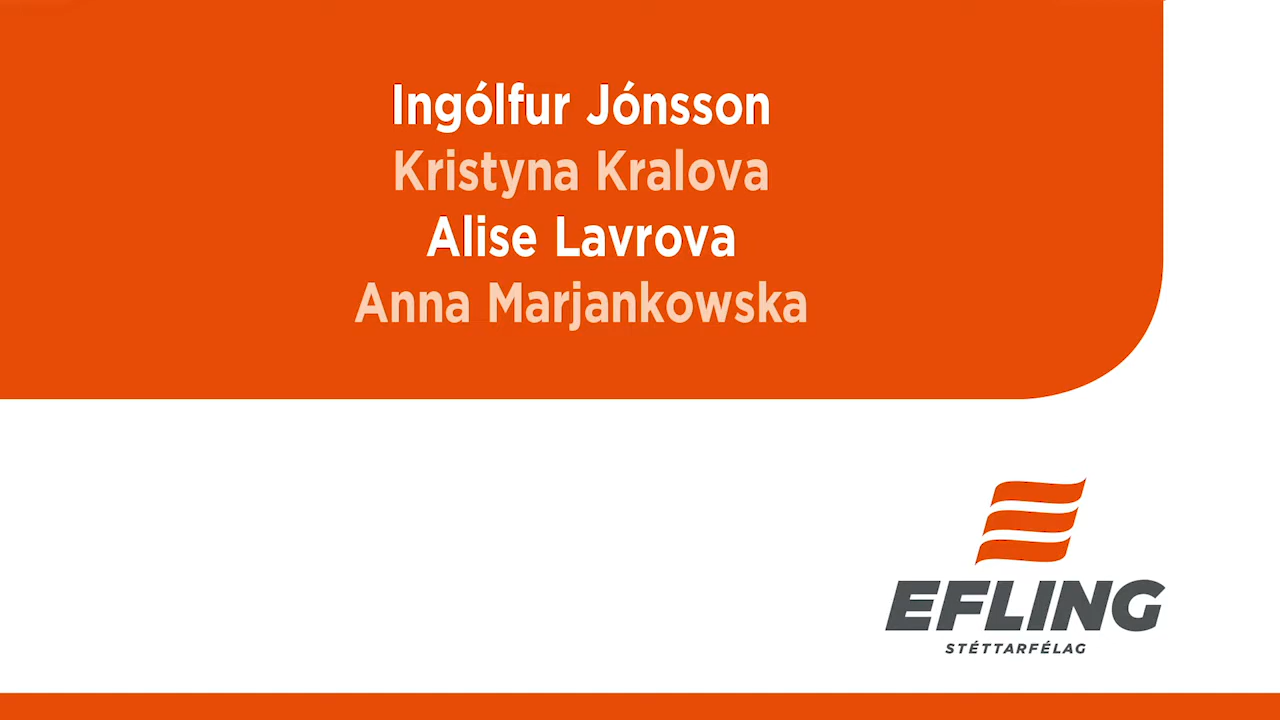 Ingólfur Jónsson
Kristyna Kralova
Alise Lavrova
Anna Marjankowska
EFLING
STÉTTARFÉLAG